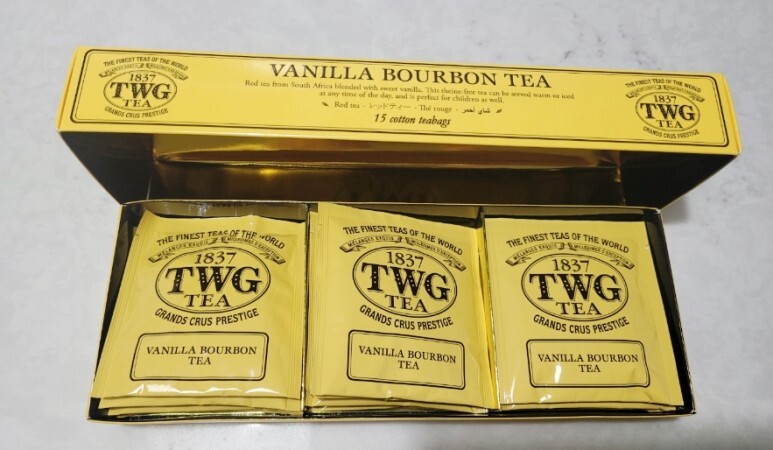 THE FINEST TEAS OF THE WORLD
1837
TWG
TEA
GRANDS CRUS PRESTIGE
VANILLA BOURBON TEA
Red tea from South Africa blended with sweet vanilla. This theine-free tea can be served warm or iced
at any time of the day, and is perfect for children as well.
Red tea - レッドティー - Thé rouge - شاي أحمر
15 cotton teabags
THE FINEST TEAS OF THE WORLD
1837
TWG
TEA
GRANDS CRUS PRESTIGE
THE FINEST TEAS OF THE WORLD
1837
TWG
TEA
GRANDS CRUS PRESTIGE
VANILLA BOURBON
TEA
THE FINEST TEAS OF THE WORLD
1837
TWG
TEA
GRANDS CRUS PRESTIGE
VANILLA BOURBON
TEA
THE FINEST TEAS OF THE WORLD
1837
TWG
TEA
GRANDS CRUS PRESTIGE
VANILLA BOURBON
TEA